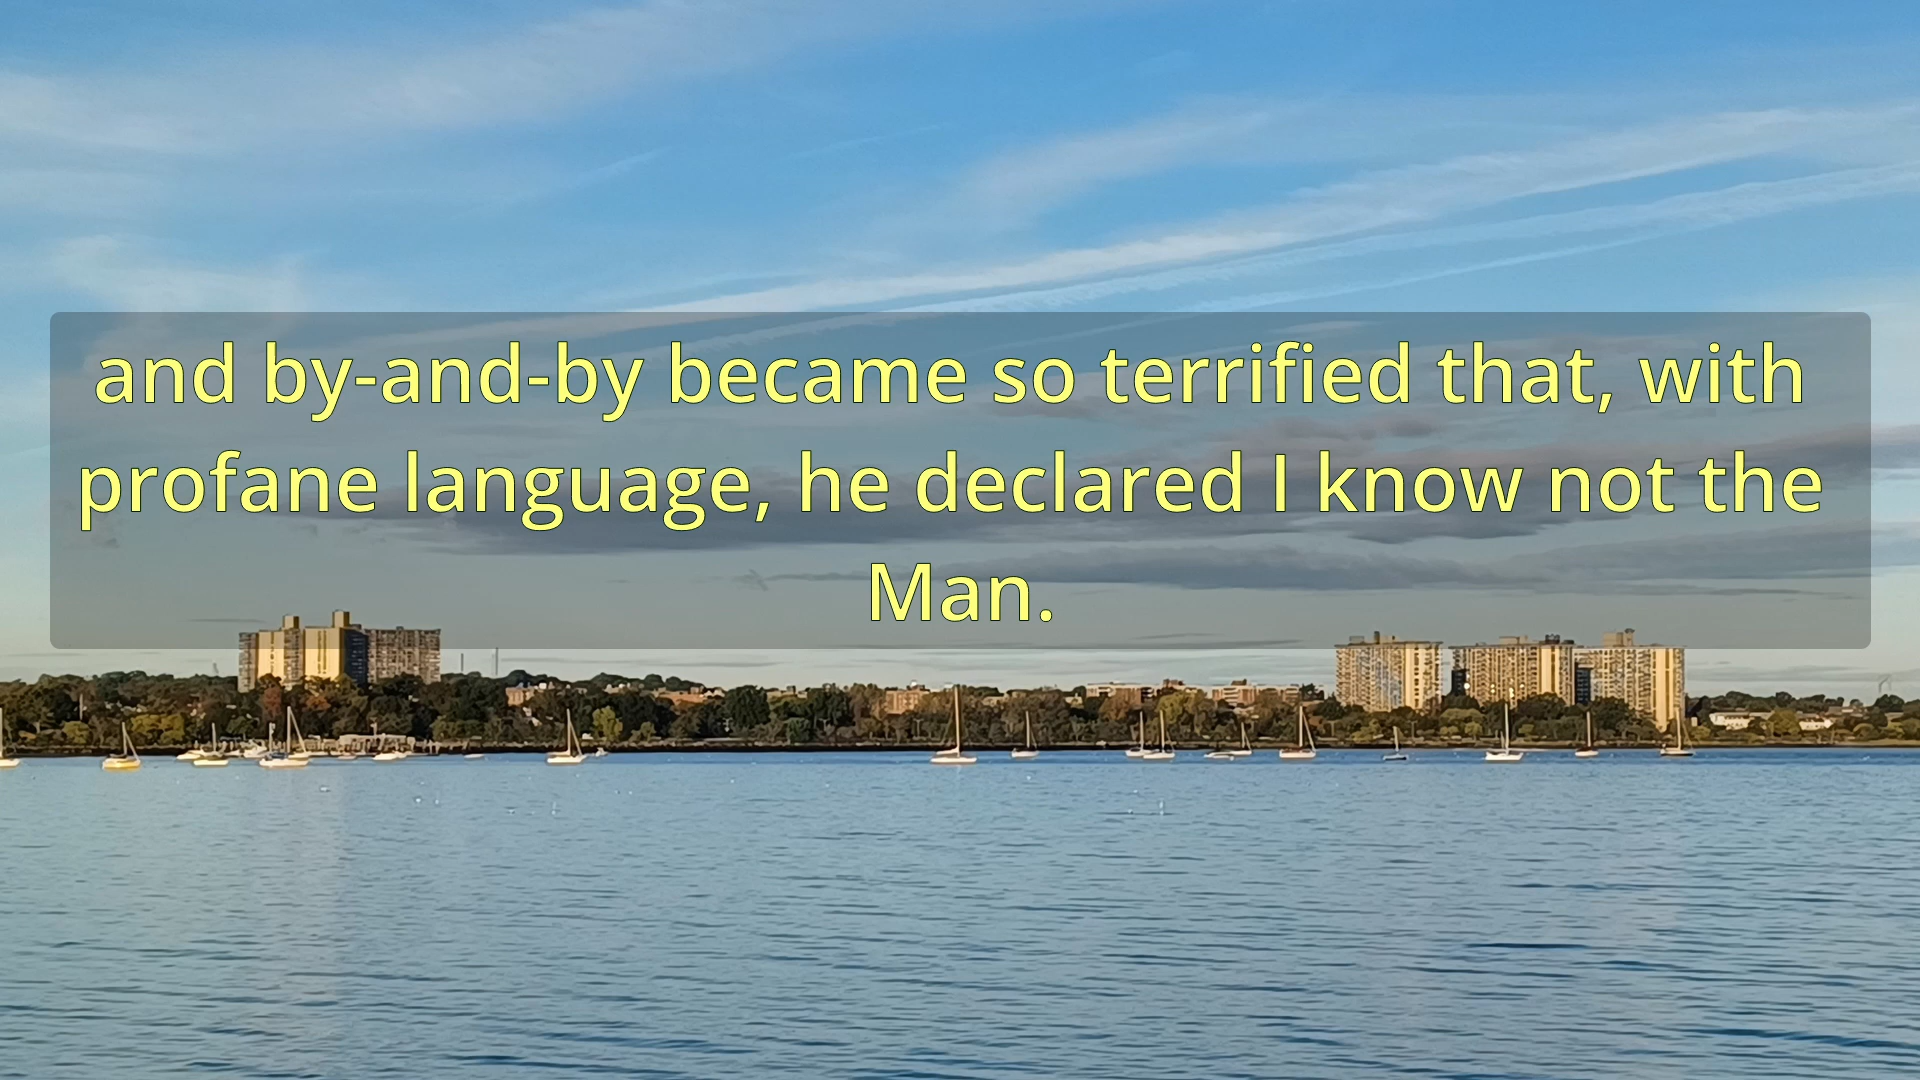 and by-and-by became so terrified that, with
profane language, he declared I know not the
Man.